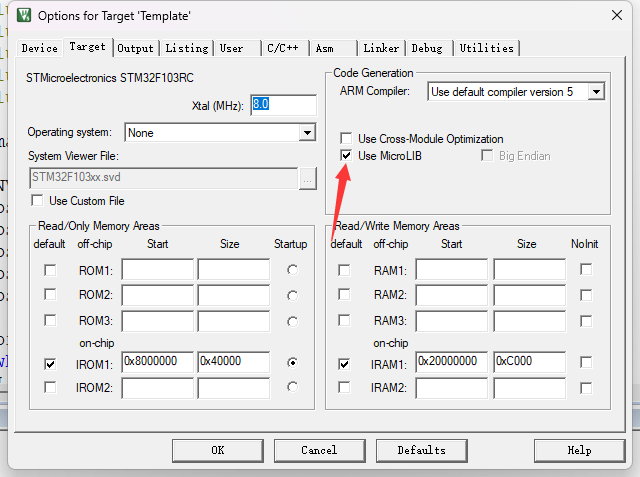 Options for Target 'Template'
Device Target Output Listing User C/C++ Asm Linker Debug Utilities
STMicroelectronics STM32F103RC
Xtal (MHz): 8.0
Operating system: None
System Viewer File:
STM32F103xx.svd ...
Use Custom File
Code Generation
ARM Compiler: Use default compiler version 5
Use Cross-Module Optimization
Use MicroLIB Big Endian
Read/Only Memory Areas
default off-chip Start Size Startup
ROM1:
ROM2:
ROM3:
on-chip
IROM1: 0x8000000 0x40000
IROM2:
Read/Write Memory Areas
default off-chip Start Size NoInit
RAM1:
RAM2:
RAM3:
on-chip
IRAM1: 0x20000000 0xC000
IRAM2:
OK Cancel Defaults Help